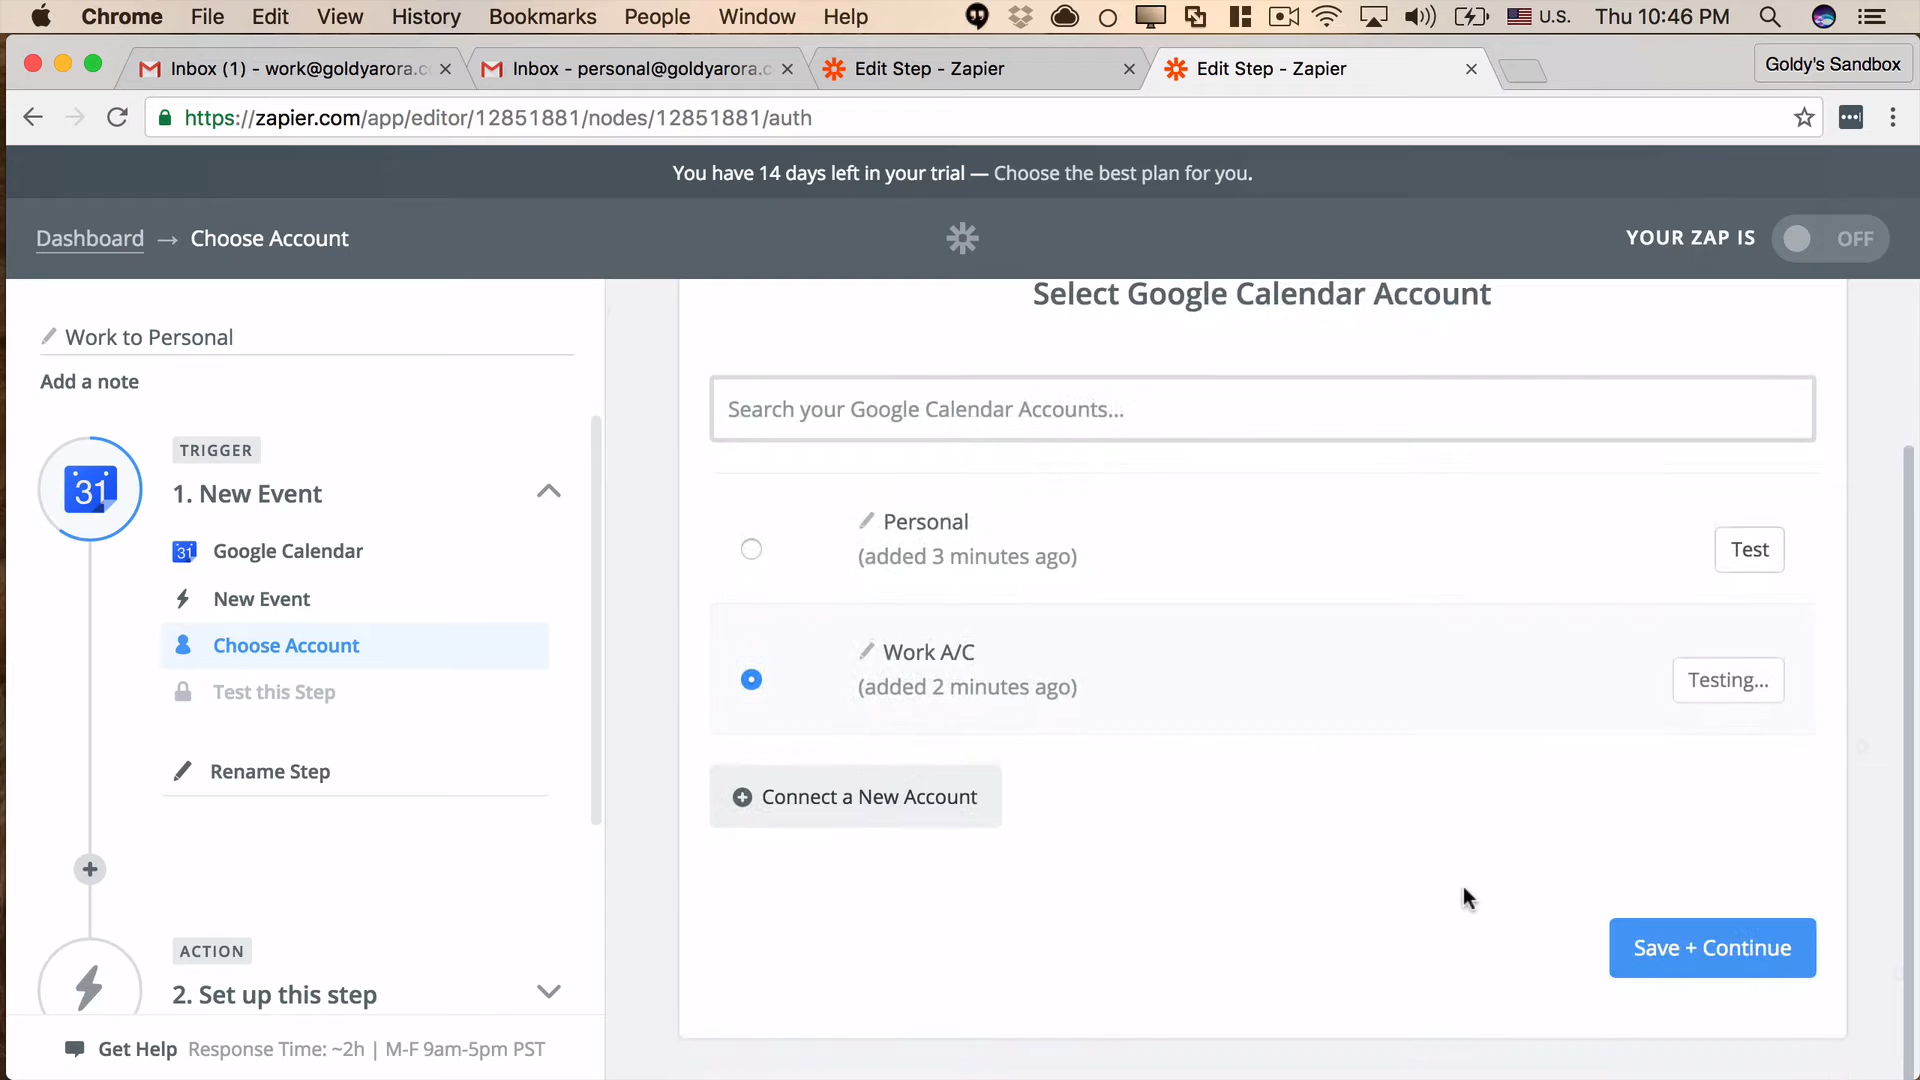 Chrome File Edit View History Bookmarks People Window Help U.S. Thu 10:46 PM
Inbox (1) - work@goldyarora.c
Inbox - personal@goldyarora.c
Edit Step - Zapier
Edit Step - Zapier
Goldy's Sandbox
https://zapier.com/app/editor/12851881/nodes/12851881/auth
You have 14 days left in your trial — Choose the best plan for you.
Dashboard → Choose Account
YOUR ZAP IS OFF
Work to Personal
Add a note
TRIGGER
31
1. New Event
31 Google Calendar
New Event
Choose Account
Test this Step
Rename Step
ACTION
2. Set up this step
Get Help Response Time: ~2h | M-F 9am-5pm PST
Select Google Calendar Account
Search your Google Calendar Accounts...
Personal
(added 3 minutes ago)
Test
Work A/C
(added 2 minutes ago)
Testing...
Connect a New Account
Save + Continue